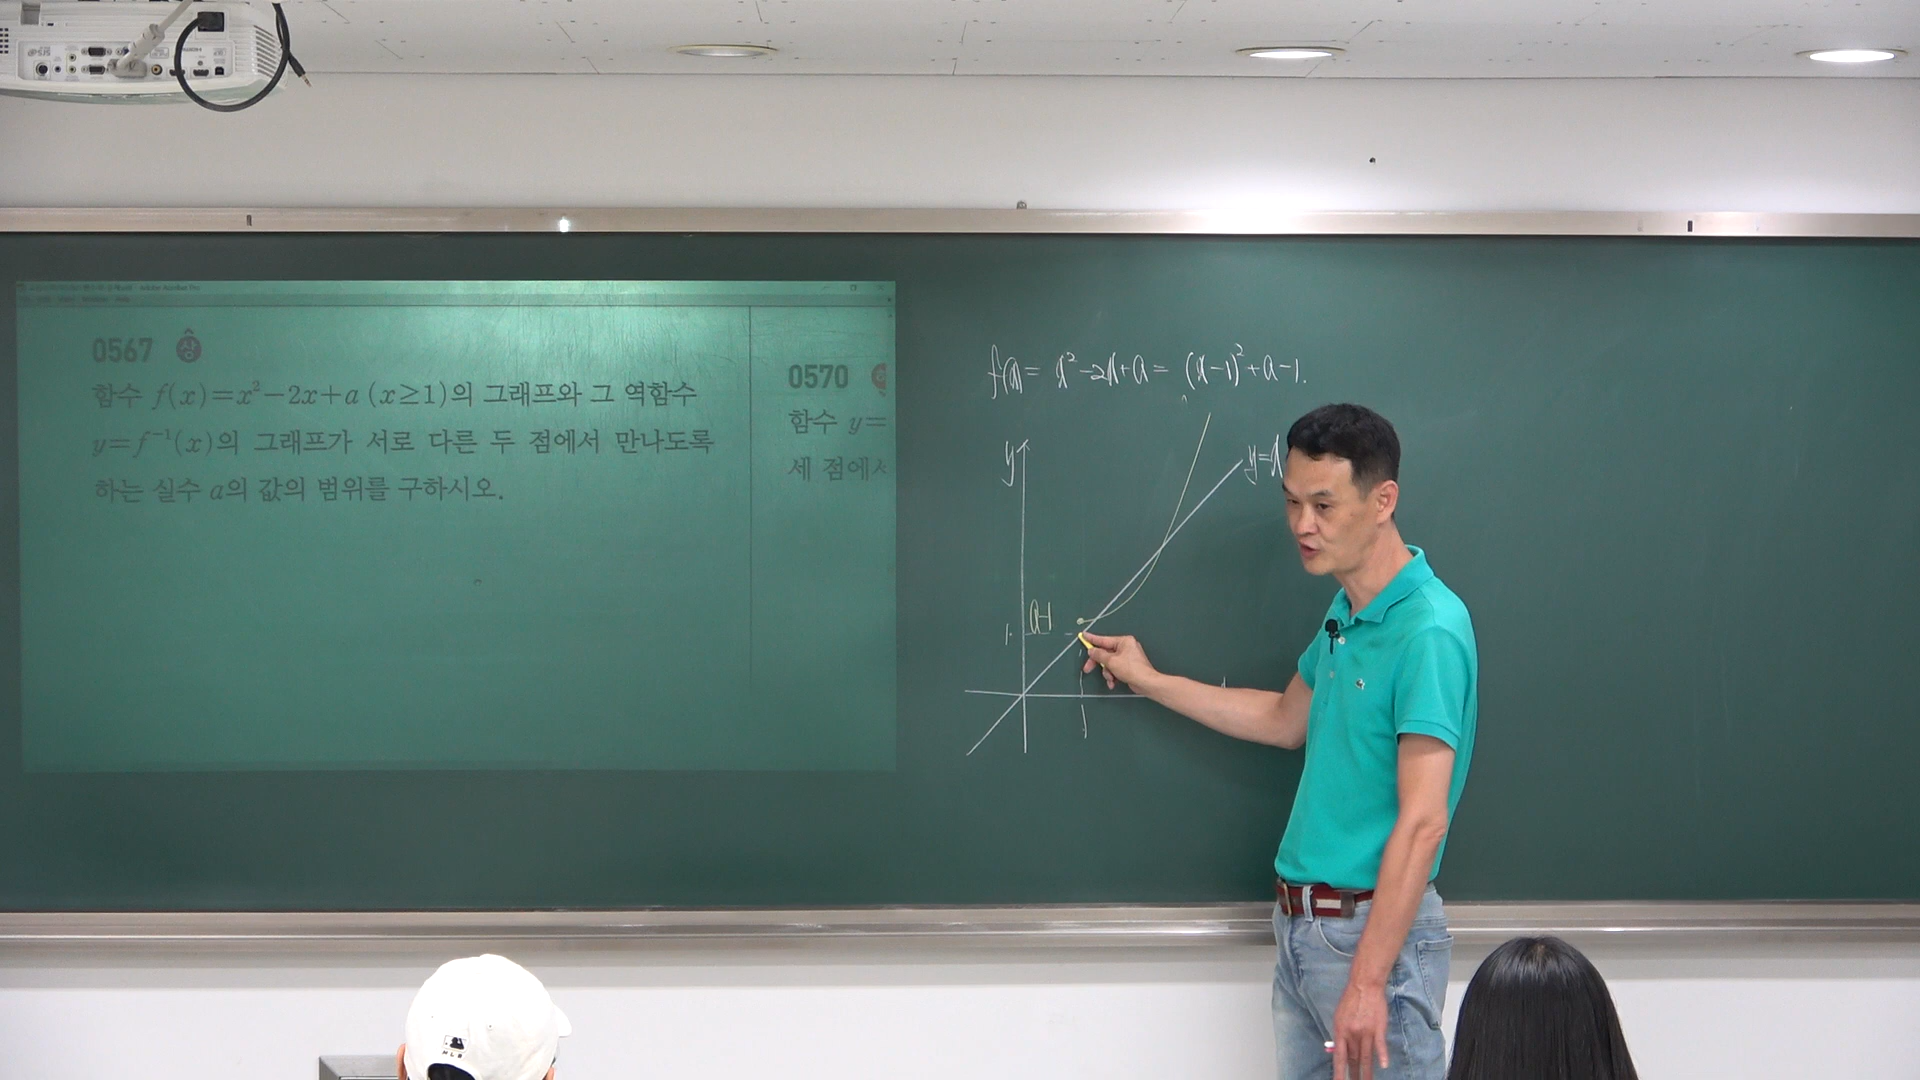 0567 상
함수 f(x)=x²-2x+a (x≥1)의 그래프와 그 역함수
y=f⁻¹(x)의 그래프가 서로 다른 두 점에서 만나도록
하는 실수 a의 값의 범위를 구하시오.
0570
함수 y=
세 점에서
f(x)= x²-2x+a = (x-1)²+a-1.
y
y=x
a-1
1
1
MLB